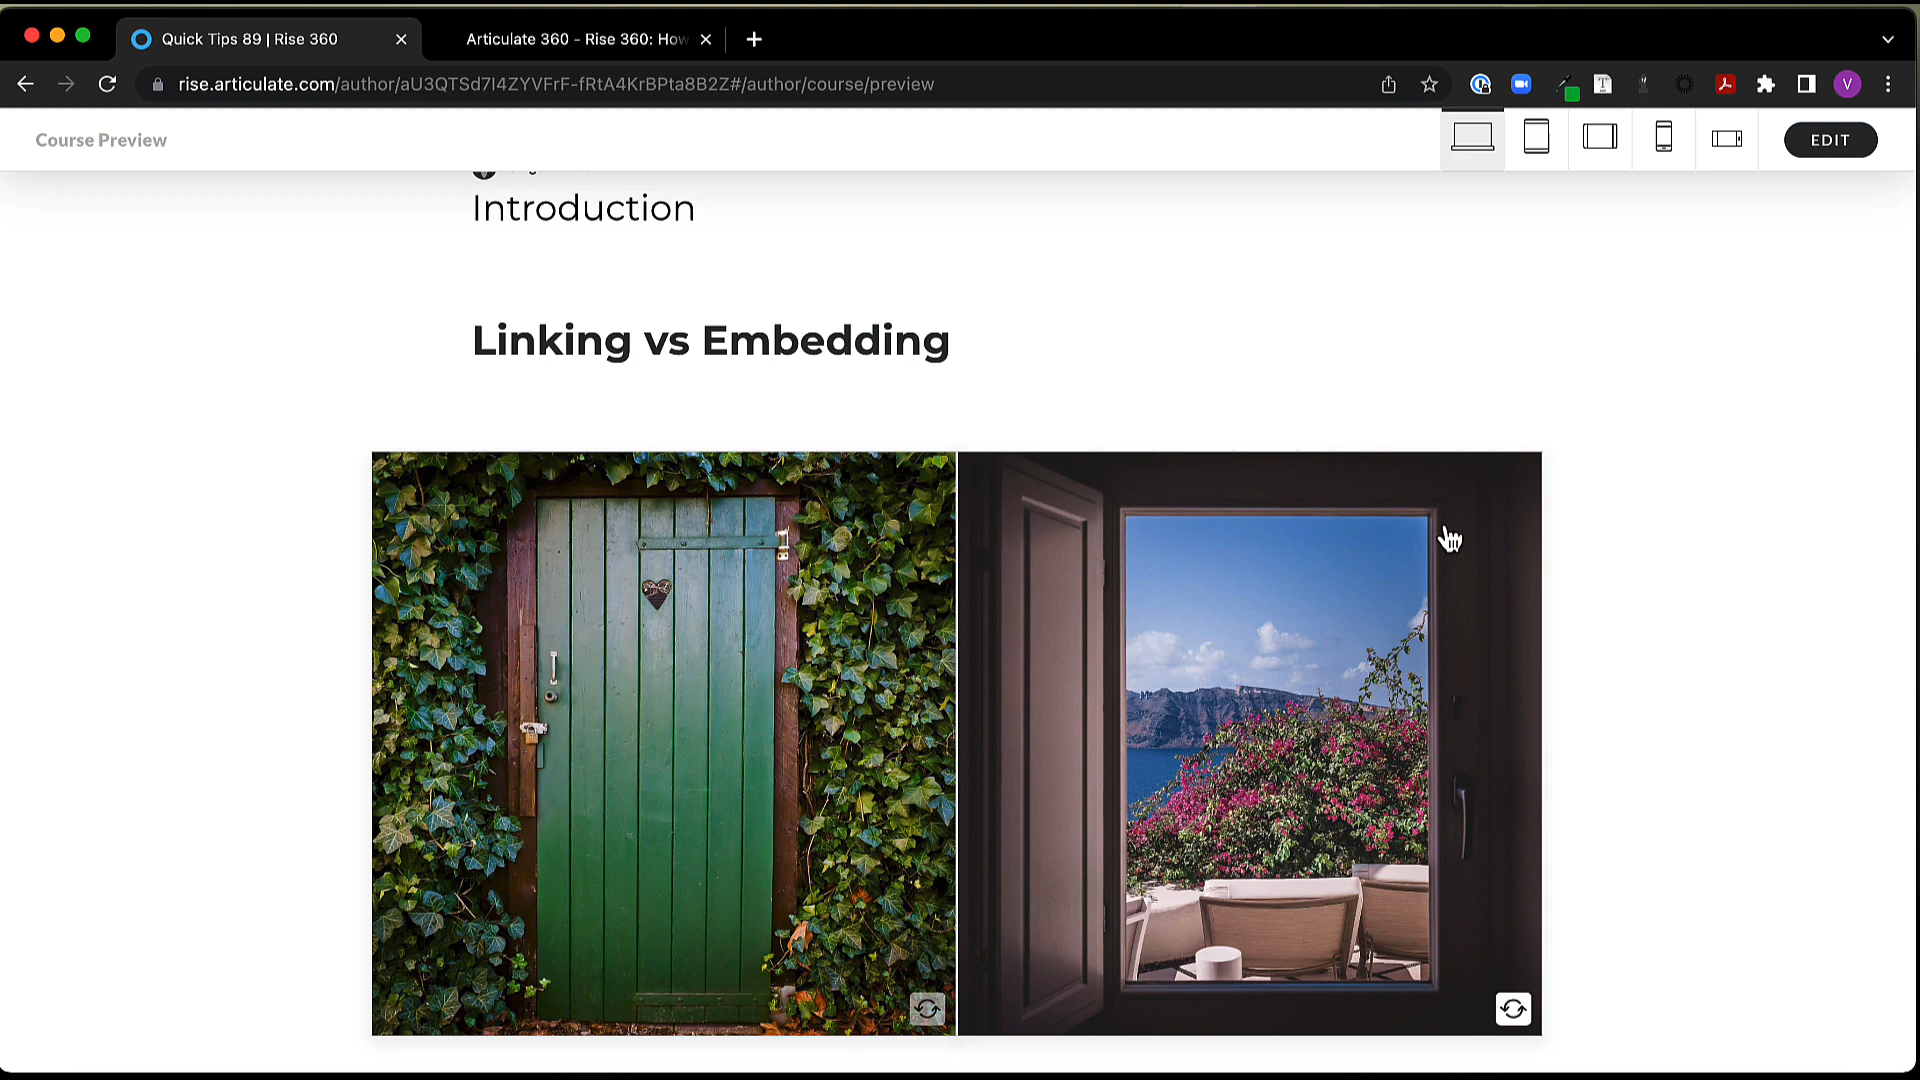 Quick Tips 89 | Rise 360
Articulate 360 - Rise 360: How
rise.articulate.com/author/aU3QTSd7I4ZYVFrF-fRtA4KrBPta8B2Z#/author/course/preview
V
Course Preview
EDIT
Introduction
Linking vs Embedding